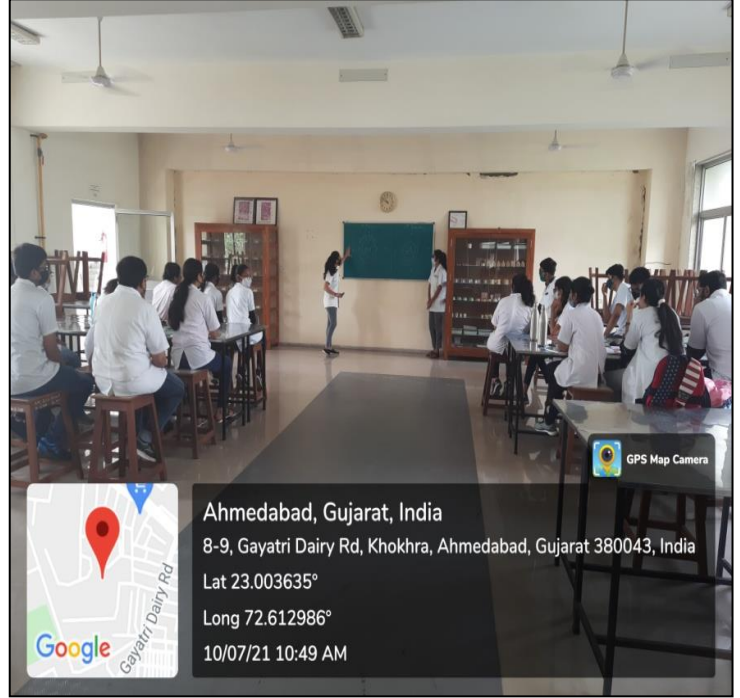 GPS Map Camera
Ahmedabad, Gujarat, India
8-9, Gayatri Dairy Rd, Khokhra, Ahmedabad, Gujarat 380043, India
Lat 23.003635°
Long 72.612986°
10/07/21 10:49 AM
Gayatri Dairy Rd
Google